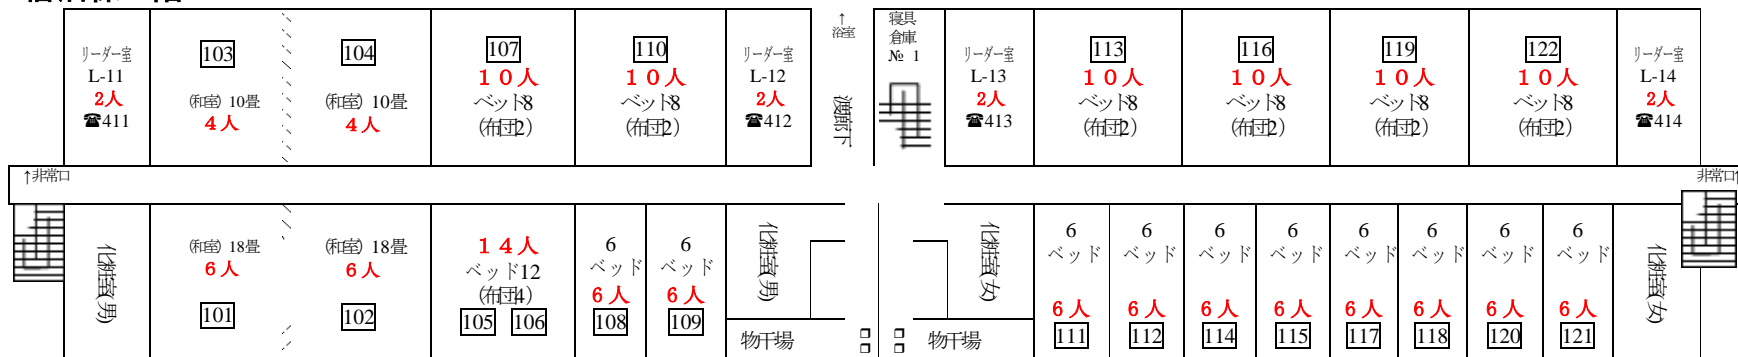 リーダー室
L-11
2人
☎411
103
(和室) 10畳
4人
104
(和室) 10畳
4人
107
10人
ベッド8
(布団2)
110
10人
ベッド8
(布団2)
リーダー室
L-12
2人
☎412
↑
浴室
渡り廊下
寝具
倉庫
№ 1
リーダー室
L-13
2人
☎413
113
10人
ベッド8
(布団2)
116
10人
ベッド8
(布団2)
119
10人
ベッド8
(布団2)
122
10人
ベッド8
(布団2)
リーダー室
L-14
2人
☎414
↑非常口
非常口↑
化粧室(男)
(和室) 18畳
6人
101
(和室) 18畳
6人
102
14人
ベッド12
(布団4)
105 106
6
ベッド
6人
108
6
ベッド
6人
109
化粧室(男)
物干場
化粧室(女)
物干場
6
ベッド
6人
111
6
ベッド
6人
112
6
ベッド
6人
114
6
ベッド
6人
115
6
ベッド
6人
117
6
ベッド
6人
118
6
ベッド
6人
120
6
ベッド
6人
121
化粧室(女)